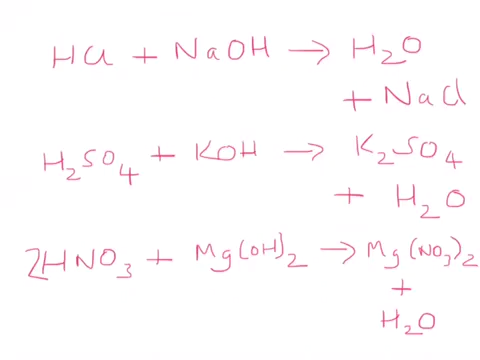 HCl + NaOH → H₂O
+ NaCl
H₂SO₄ + KOH → K₂SO₄
+ H₂O
2HNO₃ + Mg(OH)₂ → Mg(NO₃)₂
+
H₂O